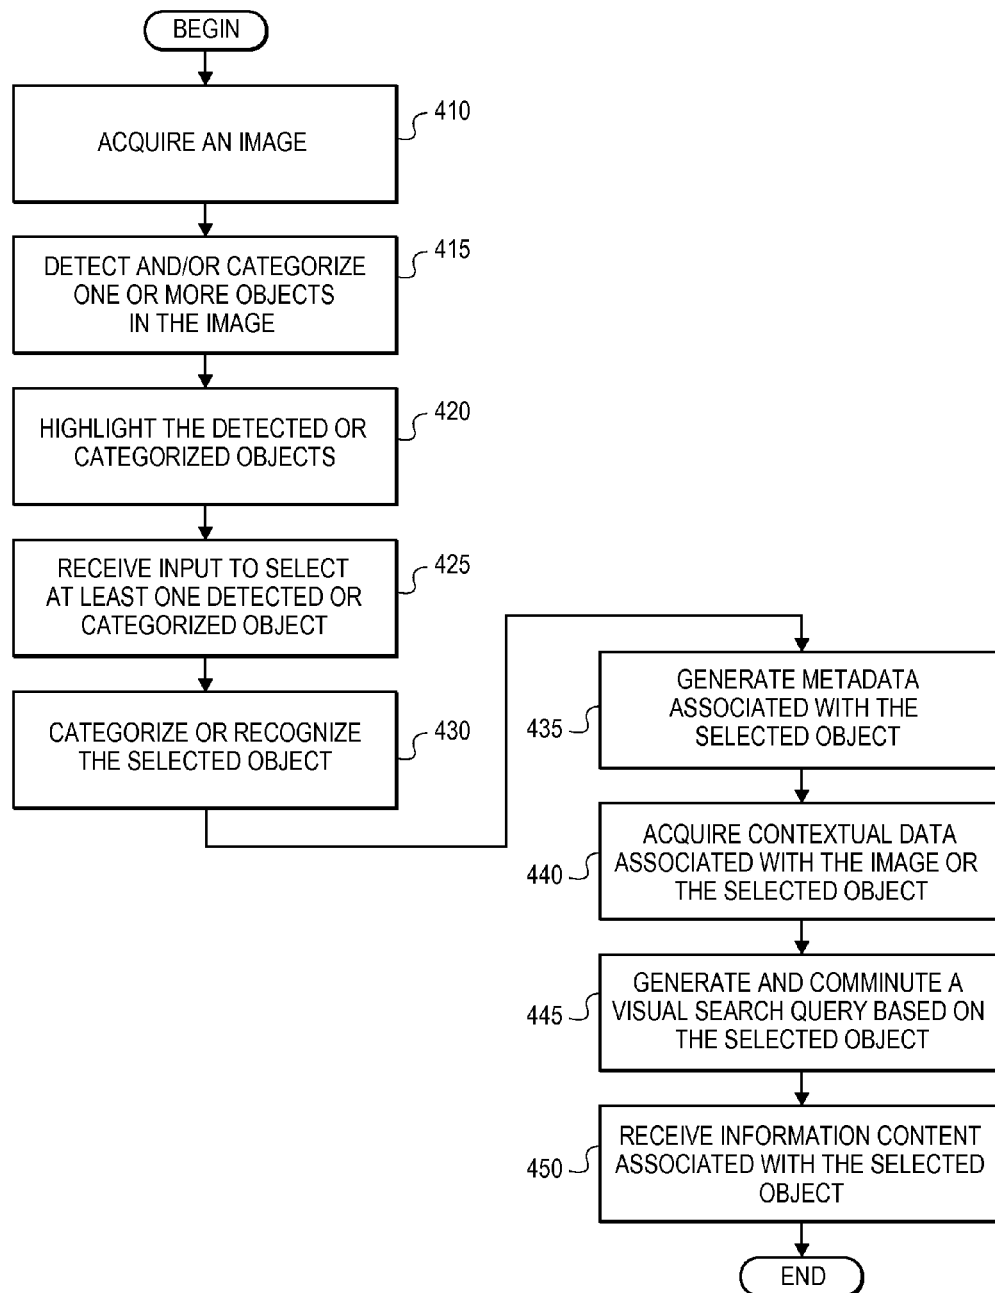 BEGIN
ACQUIRE AN IMAGE
410
DETECT AND/OR CATEGORIZE
ONE OR MORE OBJECTS
IN THE IMAGE
415
HIGHLIGHT THE DETECTED OR
CATEGORIZED OBJECTS
420
RECEIVE INPUT TO SELECT
AT LEAST ONE DETECTED OR
CATEGORIZED OBJECT
425
CATEGORIZE OR RECOGNIZE
THE SELECTED OBJECT
430
GENERATE METADATA
ASSOCIATED WITH THE
SELECTED OBJECT
435
ACQUIRE CONTEXTUAL DATA
ASSOCIATED WITH THE IMAGE OR
THE SELECTED OBJECT
440
GENERATE AND COMMINUTE A
VISUAL SEARCH QUERY BASED ON
THE SELECTED OBJECT
445
RECEIVE INFORMATION CONTENT
ASSOCIATED WITH THE SELECTED
OBJECT
450
END